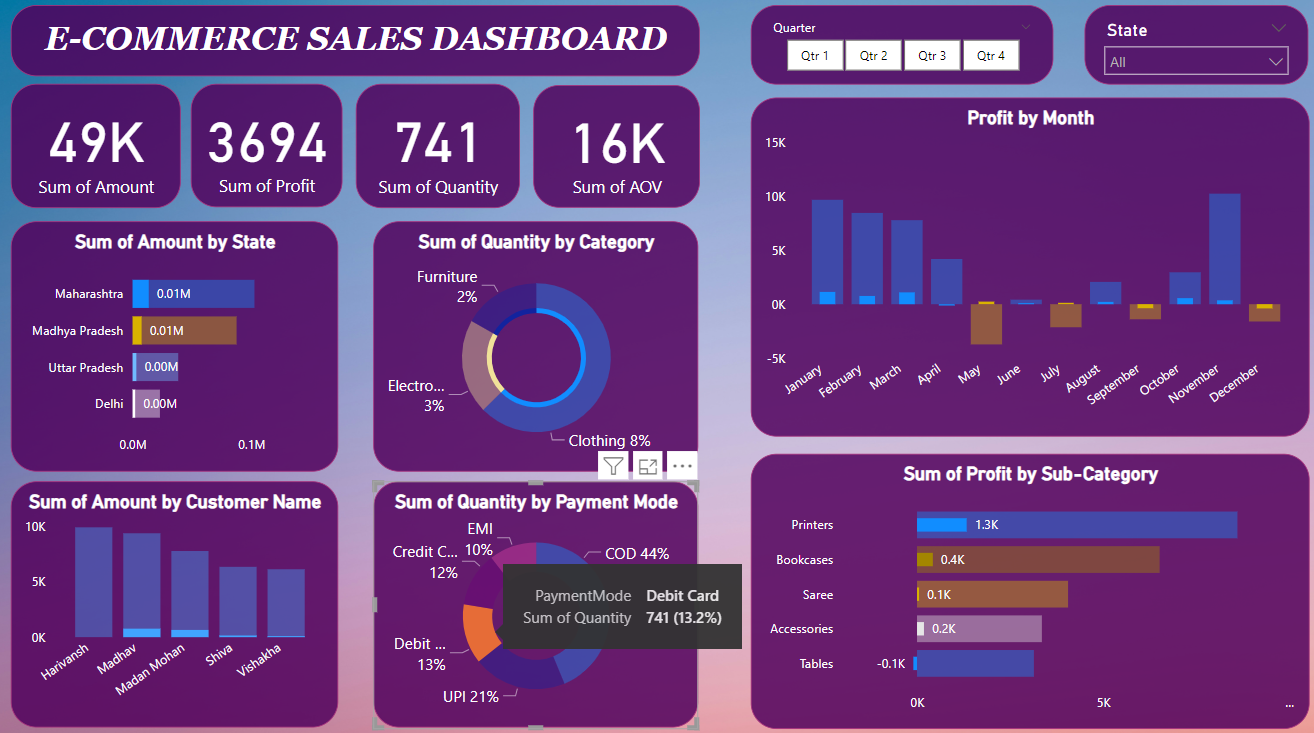 E-COMMERCE SALES DASHBOARD
Quarter
Qtr 1
Qtr 2
Qtr 3
Qtr 4
State
All
49K
Sum of Amount
3694
Sum of Profit
741
Sum of Quantity
16K
Sum of AOV
Sum of Amount by State
Maharashtra
0.01M
Madhya Pradesh
0.01M
Uttar Pradesh
0.00M
Delhi
0.00M
0.0M
0.1M
Sum of Quantity by Category
Furniture
2%
Electro...
3%
Clothing 8%
Profit by Month
15K
10K
5K
0K
-5K
January
February
March
April
May
June
July
August
September
October
November
December
Sum of Amount by Customer Name
10K
5K
0K
Harivansh
Madhav
Madan Mohan
Shiva
Vishakha
Sum of Quantity by Payment Mode
EMI
10%
Credit C...
12%
COD 44%
Debit ...
13%
UPI 21%
PaymentMode Debit Card
Sum of Quantity 741 (13.2%)
Sum of Profit by Sub-Category
Printers
1.3K
Bookcases
0.4K
Saree
0.1K
Accessories
0.2K
Tables
-0.1K
0K
5K
...